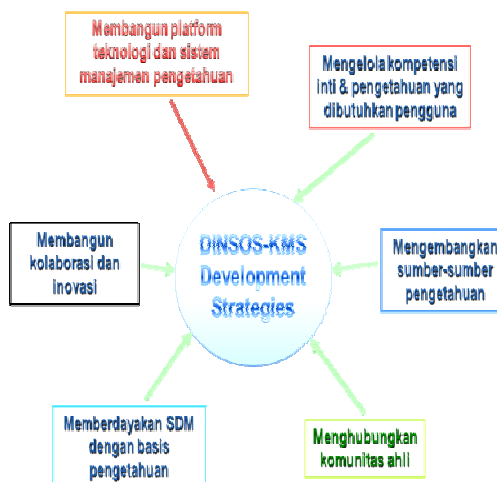 Membangun platform
teknologi dan sistem
manajemen pengetahuan
Mengelola kompetensi
inti & pengetahuan yang
dibutuhkan pengguna
Membangun
kolaborasi dan
inovasi
DINSOS-KMS
Development
Strategies
Mengembangkan
sumber-sumber
pengetahuan
Memberdayakan SDM
dengan basis
pengetahuan
Menghubungkan
komunitas ahli